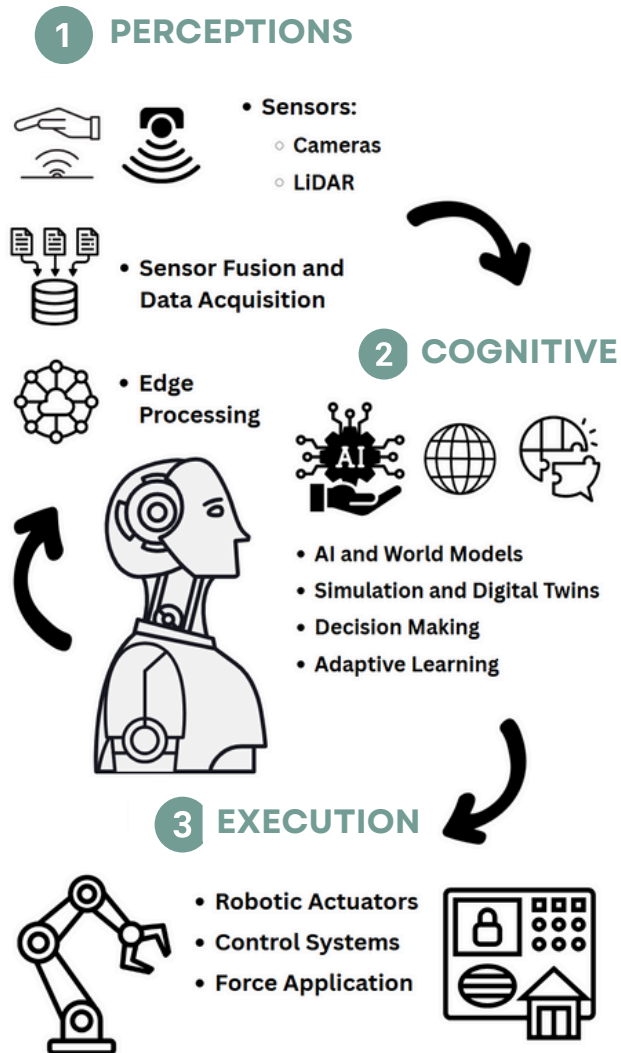 1 PERCEPTIONS
• Sensors:
○ Cameras
○ LiDAR
• Sensor Fusion and
Data Acquisition
• Edge
Processing
2 COGNITIVE
AI
• AI and World Models
• Simulation and Digital Twins
• Decision Making
• Adaptive Learning
3 EXECUTION
• Robotic Actuators
• Control Systems
• Force Application